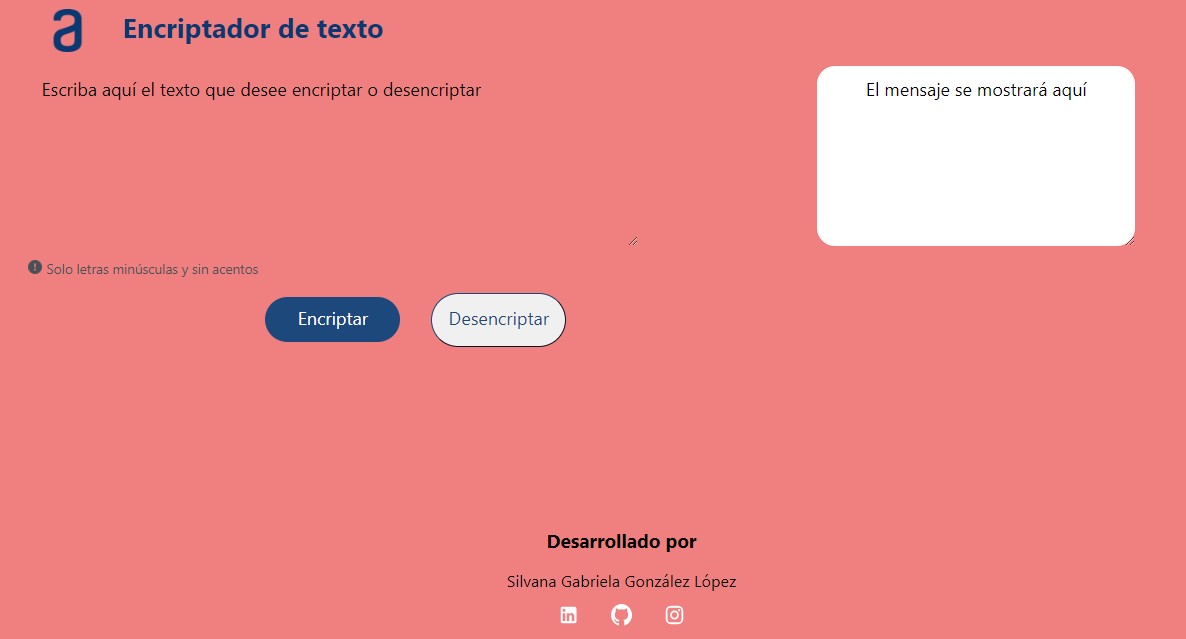 a Encriptador de texto
Escriba aquí el texto que desee encriptar o desencriptar
El mensaje se mostrará aquí
Solo letras minúsculas y sin acentos
Encriptar
Desencriptar
Desarrollado por
Silvana Gabriela González López